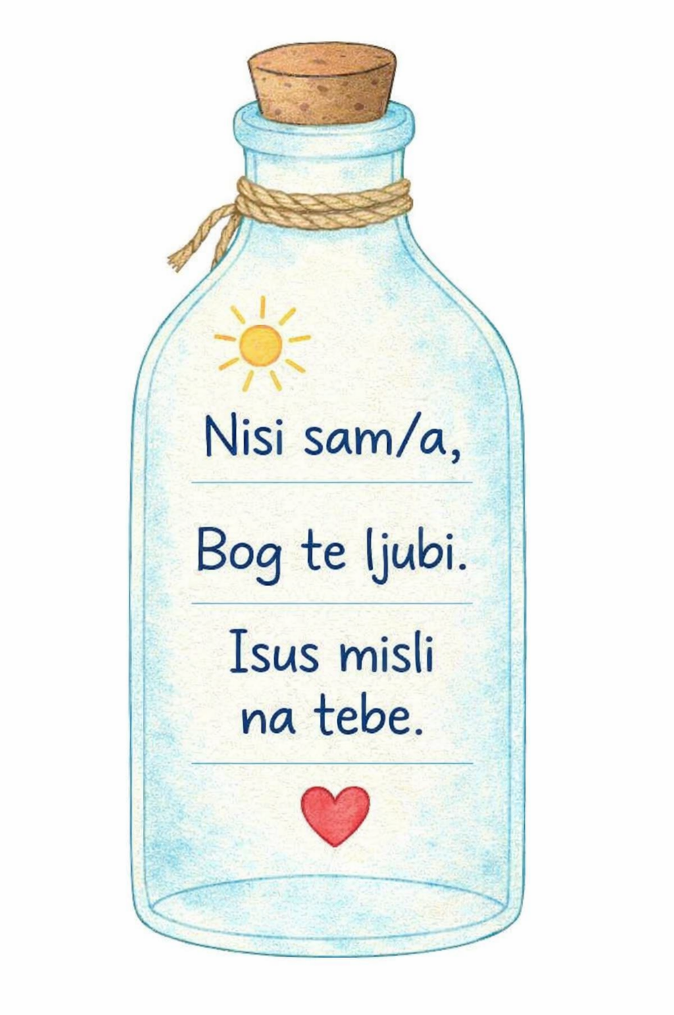 Nisi sam/a,
Bog te ljubi.
Isus misli
na tebe.